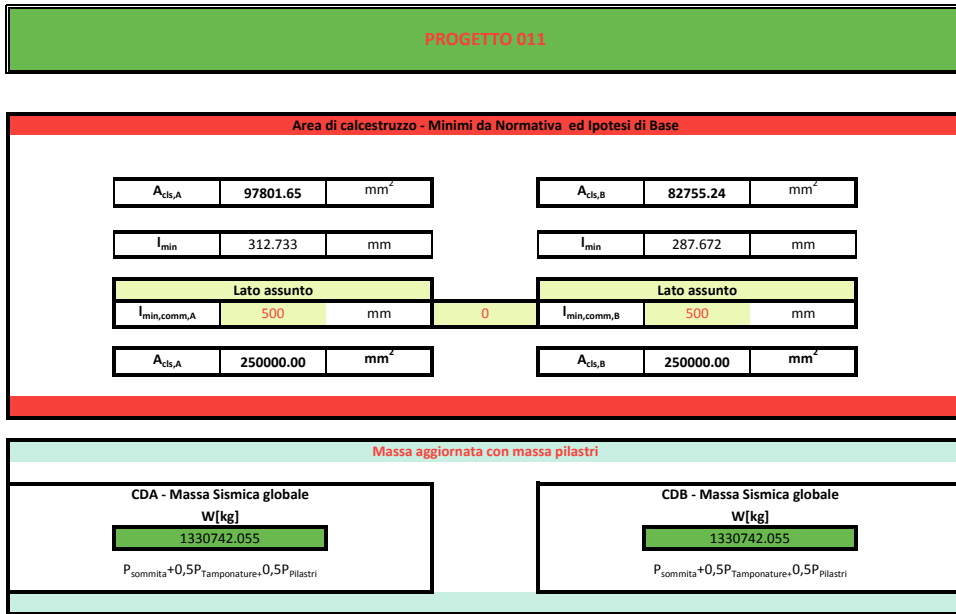 PROGETTO 011
Area di calcestruzzo - Minimi da Normativa ed Ipotesi di Base
Acls,A 97801.65 mm2 Acls,B 82755.24 mm2
lmin 312.733 mm lmin 287.672 mm
Lato assunto Lato assunto
lmin,comm,A 500 mm 0 lmin,comm,B 500 mm
Acls,A 250000.00 mm2 Acls,B 250000.00 mm2
Massa aggiornata con massa pilastri
CDA - Massa Sismica globale CDB - Massa Sismica globale
W[kg] W[kg]
1330742.055 1330742.055
Psommita+0,5PTamponature+0,5PPilastri Psommita+0,5PTamponature+0,5PPilastri